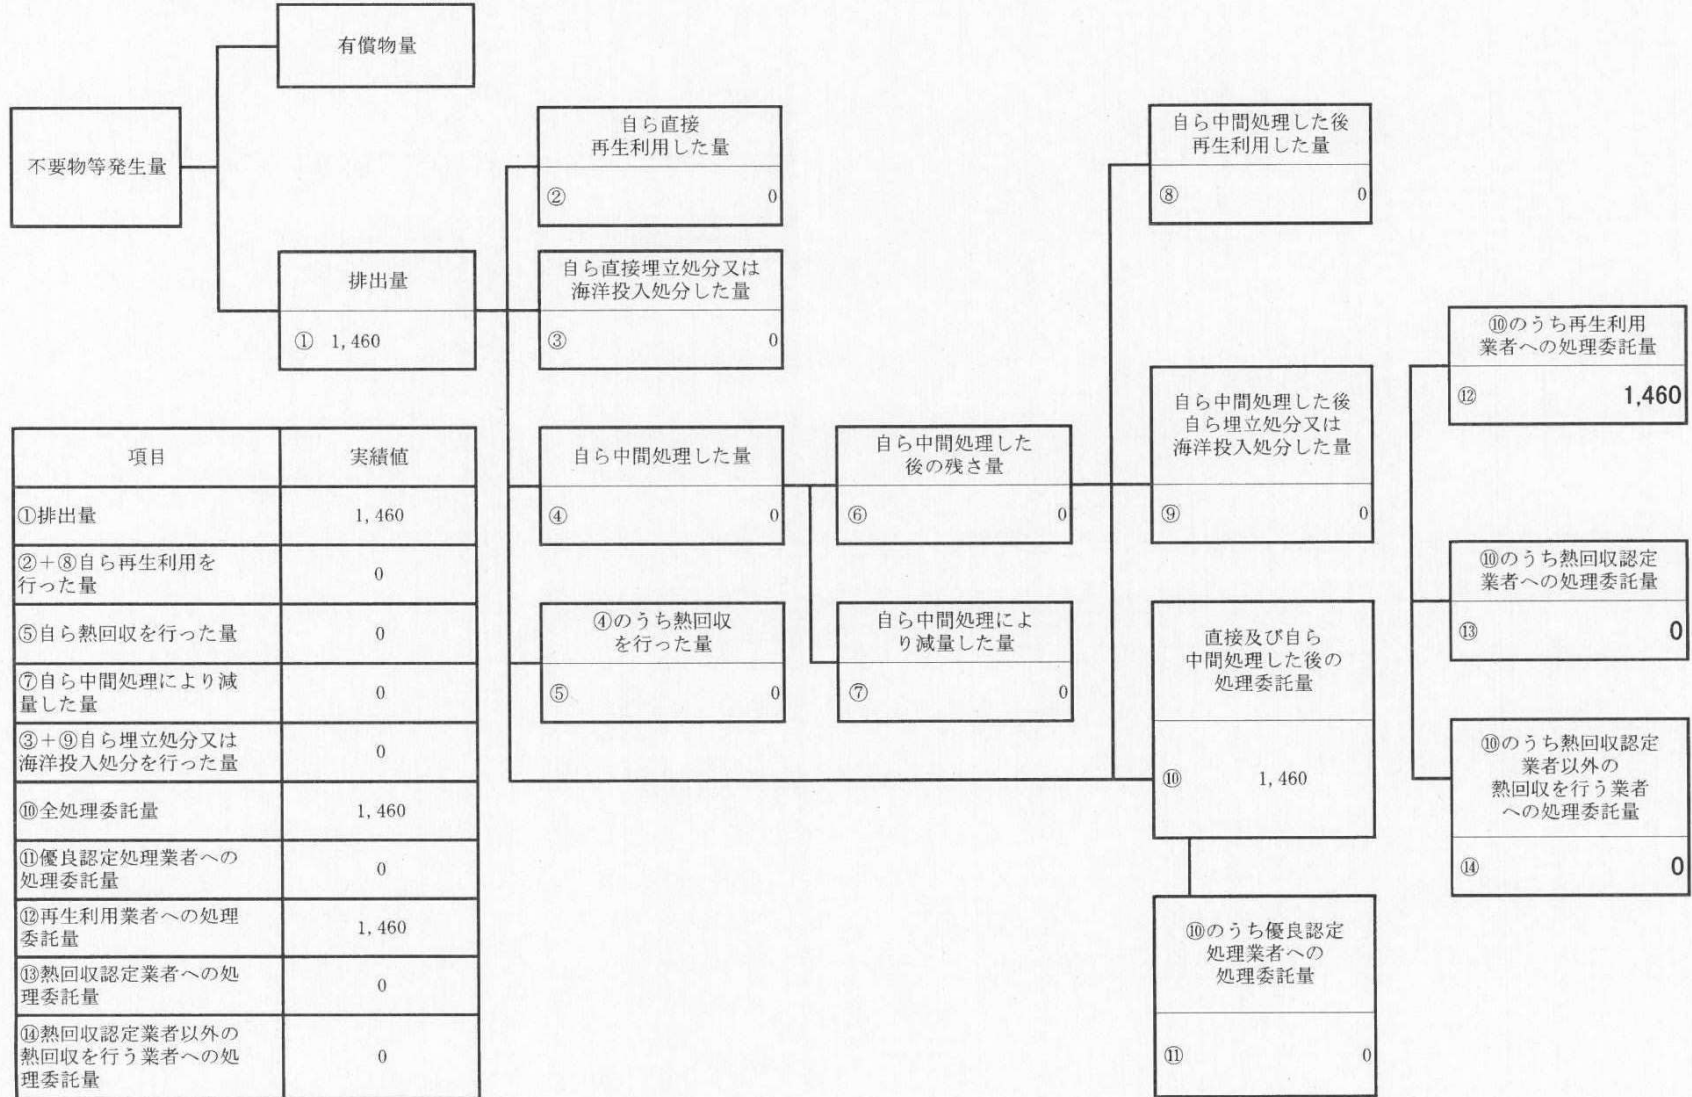 有償物量
不要物等発生量
排出量
① 1,460
自ら直接
再生利用した量
② 0
自ら直接埋立処分又は
海洋投入処分した量
③ 0
自ら中間処理した量
④ 0
④のうち熱回収
を行った量
⑤ 0
自ら中間処理した
後の残さ量
⑥ 0
自ら中間処理によ
り減量した量
⑦ 0
自ら中間処理した後
再生利用した量
⑧ 0
自ら中間処理した後
自ら埋立処分又は
海洋投入処分した量
⑨ 0
直接及び自ら
中間処理した後の
処理委託量
⑩ 1,460
⑩のうち優良認定
処理業者への
処理委託量
⑪ 0
⑩のうち再生利用
業者への処理委託量
⑫ 1,460
⑩のうち熱回収認定
業者への処理委託量
⑬ 0
⑩のうち熱回収認定
業者以外の
熱回収を行う業者
への処理委託量
⑭ 0
項目 実績値
①排出量 1,460
②+⑧自ら再生利用を
行った量 0
⑤自ら熱回収を行った量 0
⑦自ら中間処理により減
量した量 0
③+⑨自ら埋立処分又は
海洋投入処分を行った量 0
⑩全処理委託量 1,460
⑪優良認定処理業者への
処理委託量 0
⑫再生利用業者への処理
委託量 1,460
⑬熱回収認定業者への処
理委託量 0
⑭熱回収認定業者以外の
熱回収を行う業者への処
理委託量 0